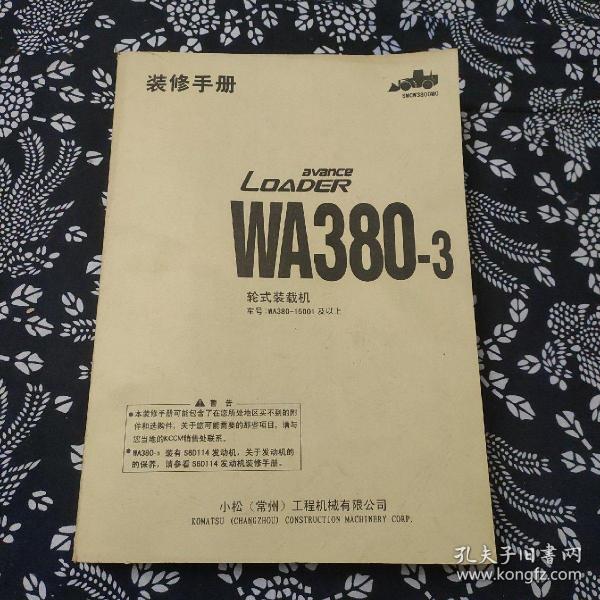 装修手册
SMCW380DM0
avance
LOADER
WA380-3
轮式装载机
车号:WA380-15001及以上
警告
●本装修手册可能包含了在您所处地区买不到的附
件和选购件，关于您可能需要的那些项目，请与
您当地的KCCM销售处联系。
●WA380-3 装有 S6D114 发动机，关于发动机的
的保养，请参看 S6D114 发动机装修手册。
小松（常州）工程机械有限公司
KOMATSU (CHANGZHOU) CONSTRUCTION MACHINERY CORP.
孔夫子旧书网
www.kongfz.com